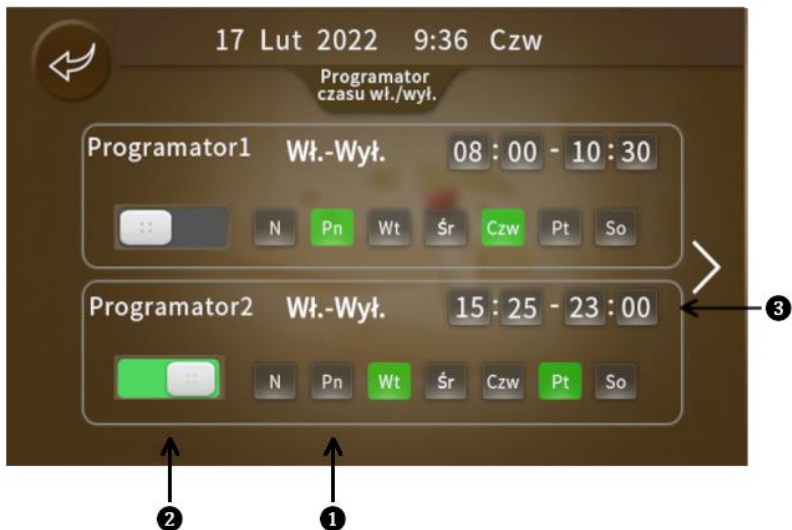 17 Lut 2022 9:36 Czw
Programator
czasu wł./wył.
Programator1 Wł.-Wył. 08:00 - 10:30
N Pn Wt Śr Czw Pt So
Programator2 Wł.-Wył. 15:25 - 23:00
3
N Pn Wt Śr Czw Pt So
2 1